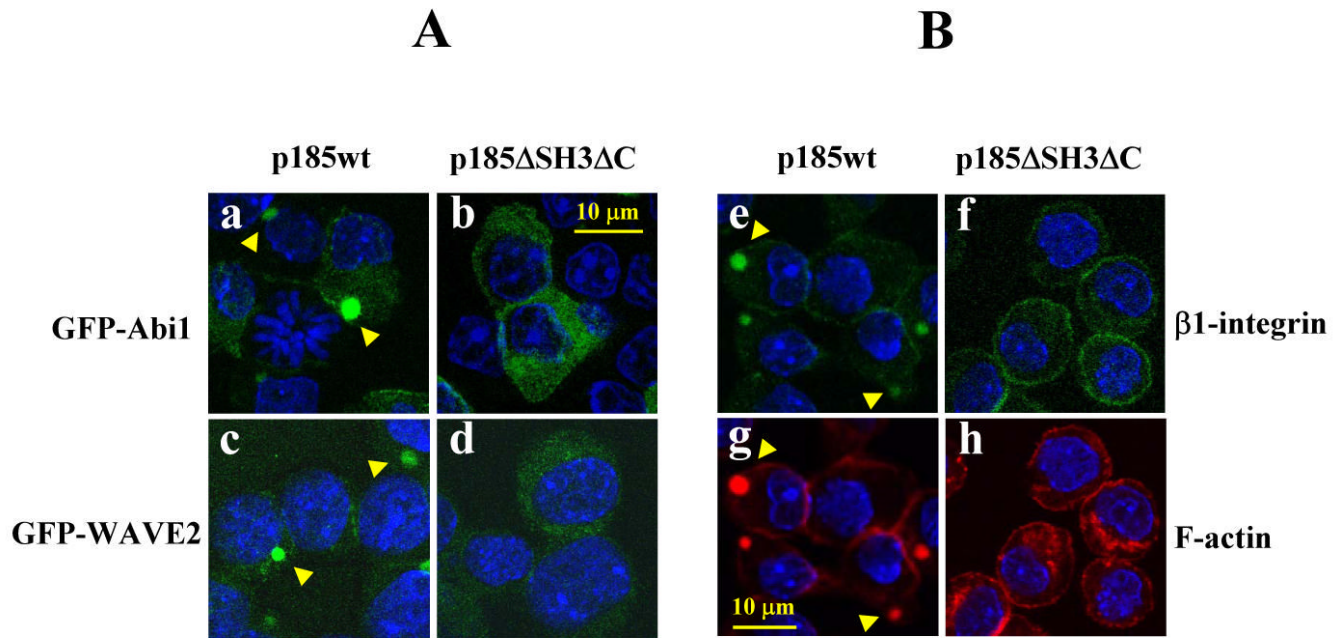 A
B
p185wt
p185ΔSH3ΔC
p185wt
p185ΔSH3ΔC
a
b
10 μm
e
f
GFP-Abi1
β1-integrin
c
d
g
h
GFP-WAVE2
F-actin
10 μm